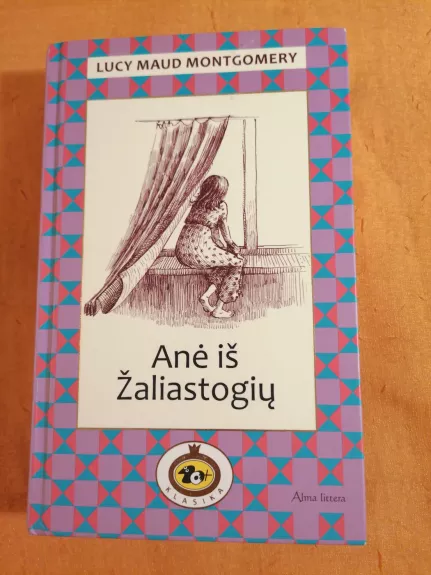 LUCY MAUD MONTGOMERY
Anė iš
Žaliastogių
KLASIKA
Alma littera